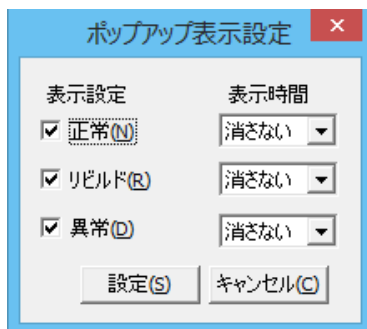 ポップアップ表示設定
表示設定 表示時間
正常(N) 消さない
リビルド(R) 消さない
異常(D) 消さない
設定(S) キャンセル(C)